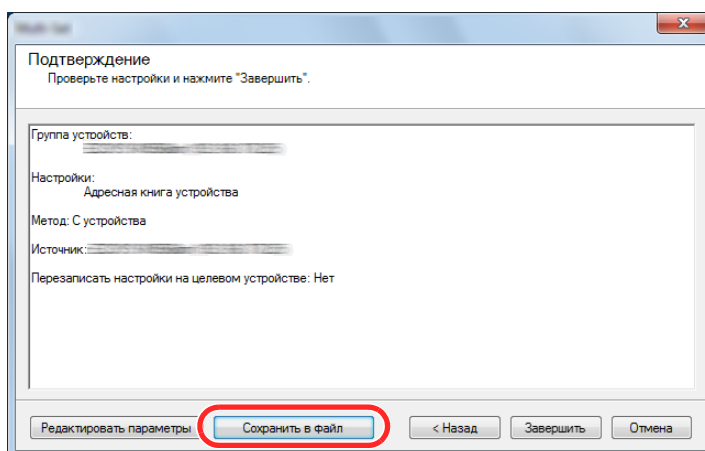 Подтверждение
Проверьте настройки и нажмите "Завершить".
Группа устройств:
Настройки:
Адресная книга устройства
Метод: С устройства
Источник:
Перезаписать настройки на целевом устройстве: Нет
Редактировать параметры
Сохранить в файл
< Назад
Завершить
Отмена